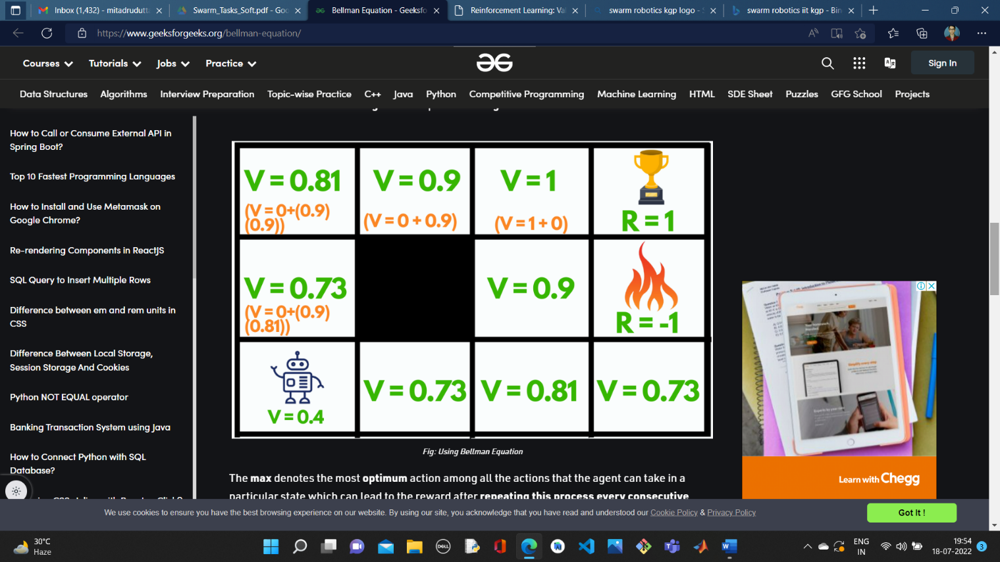 Inbox (1,432) - mitadrudutta
Swarm_Tasks_Soft.pdf - Goo
Bellman Equation - Geeksfo
Reinforcement Learning: Val
swarm robotics kgp logo - S
swarm robotics iit kgp - Bin
https://www.geeksforgeeks.org/bellman-equation/
Courses
Tutorials
Jobs
Practice
Sign In
Data Structures
Algorithms
Interview Preparation
Topic-wise Practice
C++
Java
Python
Competitive Programming
Machine Learning
HTML
SDE Sheet
Puzzles
GFG School
Projects
How to Call or Consume External API in
Spring Boot?
Top 10 Fastest Programming Languages
How to Install and Use Metamask on
Google Chrome?
Re-rendering Components in ReactJS
SQL Query to Insert Multiple Rows
Difference between em and rem units in
CSS
Difference Between Local Storage,
Session Storage And Cookies
Python NOT EQUAL operator
Banking Transaction System using Java
How to Connect Python with SQL
Database?
V = 0.81
(V = 0+(0.9)
(0.9))
V = 0.9
(V = 0 + 0.9)
V = 1
(V = 1 + 0)
R = 1
V = 0.73
(V = 0+(0.9)
(0.81))
V = 0.9
R = -1
V = 0.4
V = 0.73
V = 0.81
V = 0.73
Fig: Using Bellman Equation
The max denotes the most optimum action among all the actions that the agent can take in a
particular state which can lead to the reward after repeating this process every consecutive
Learn with Chegg
We use cookies to ensure you have the best browsing experience on our website. By using our site, you acknowledge that you have read and understood our Cookie Policy & Privacy Policy
Got It !
30°C
Haze
DELL
ENG
IN
19:54
18-07-2022
3